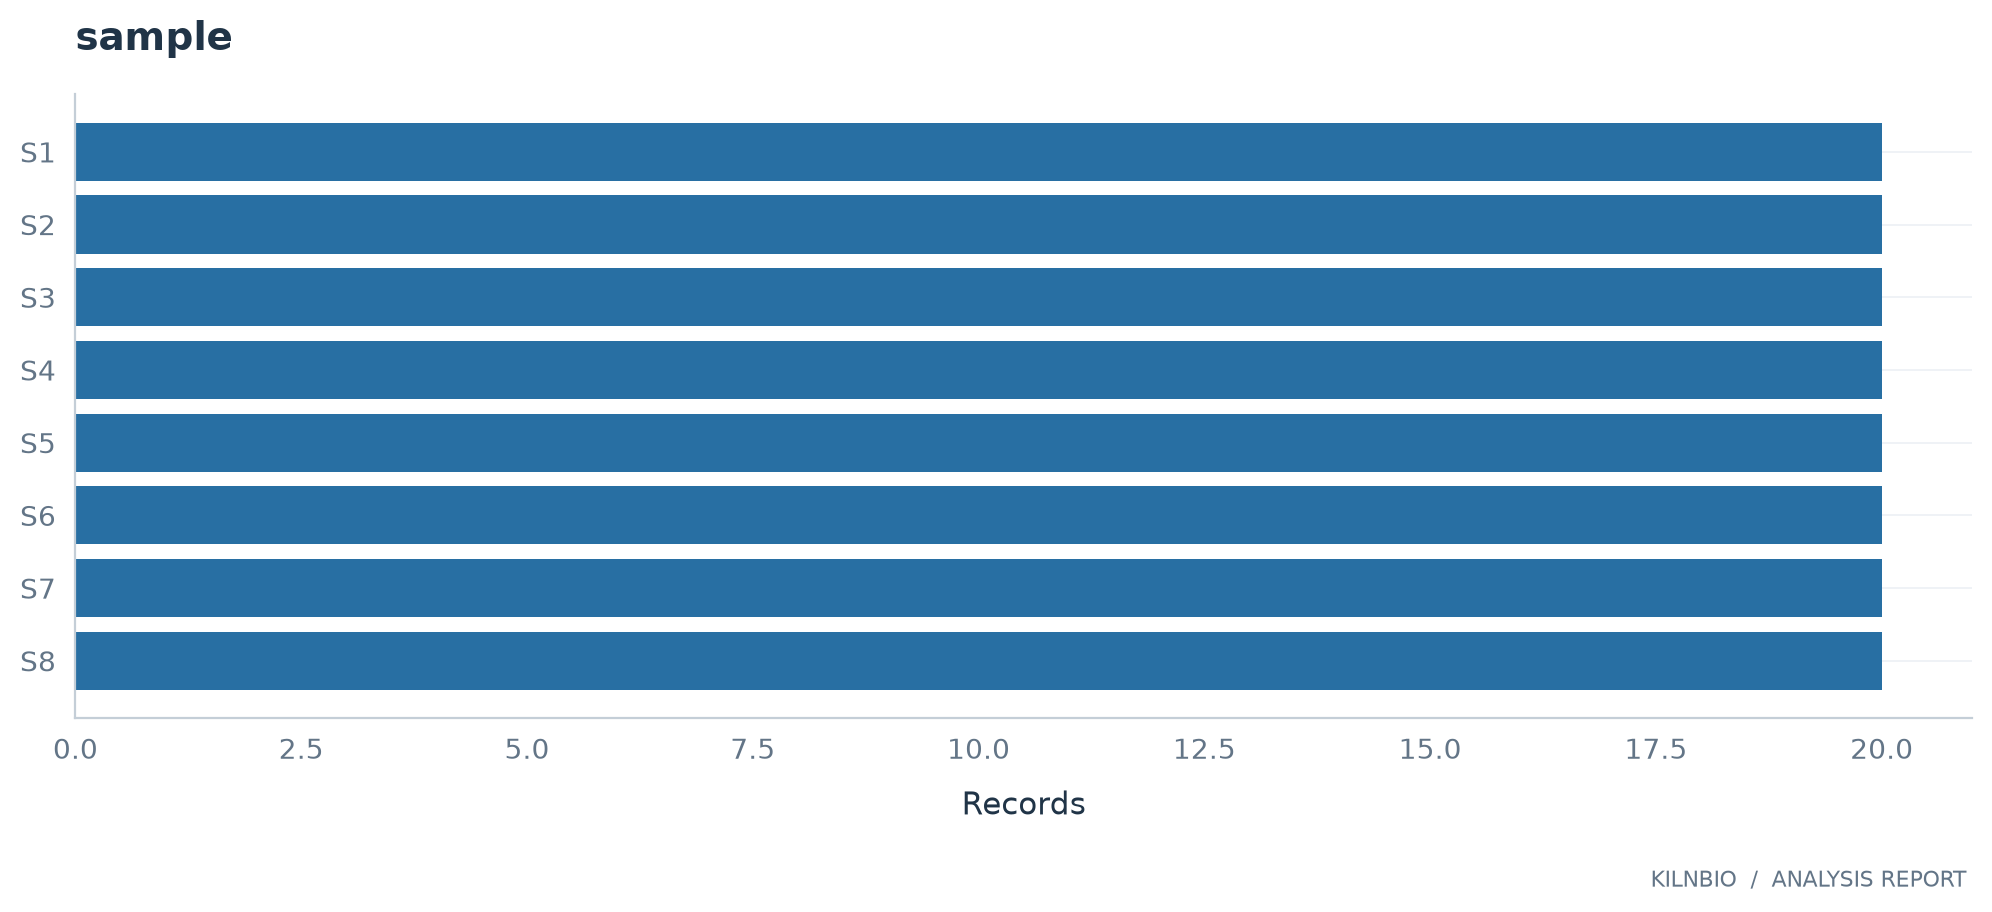 sample
S1
S2
S3
S4
S5
S6
S7
S8
0.0 2.5 5.0 7.5 10.0 12.5 15.0 17.5 20.0
Records
KILNBIO / ANALYSIS REPORT